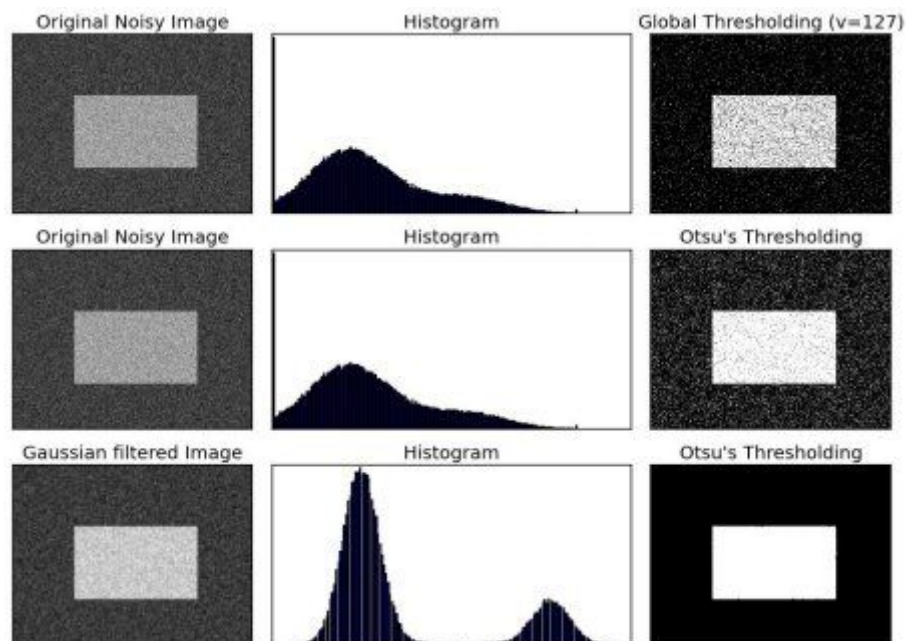 Original Noisy Image
Histogram
Global Thresholding (v=127)
Original Noisy Image
Histogram
Otsu's Thresholding
Gaussian filtered Image
Histogram
Otsu's Thresholding